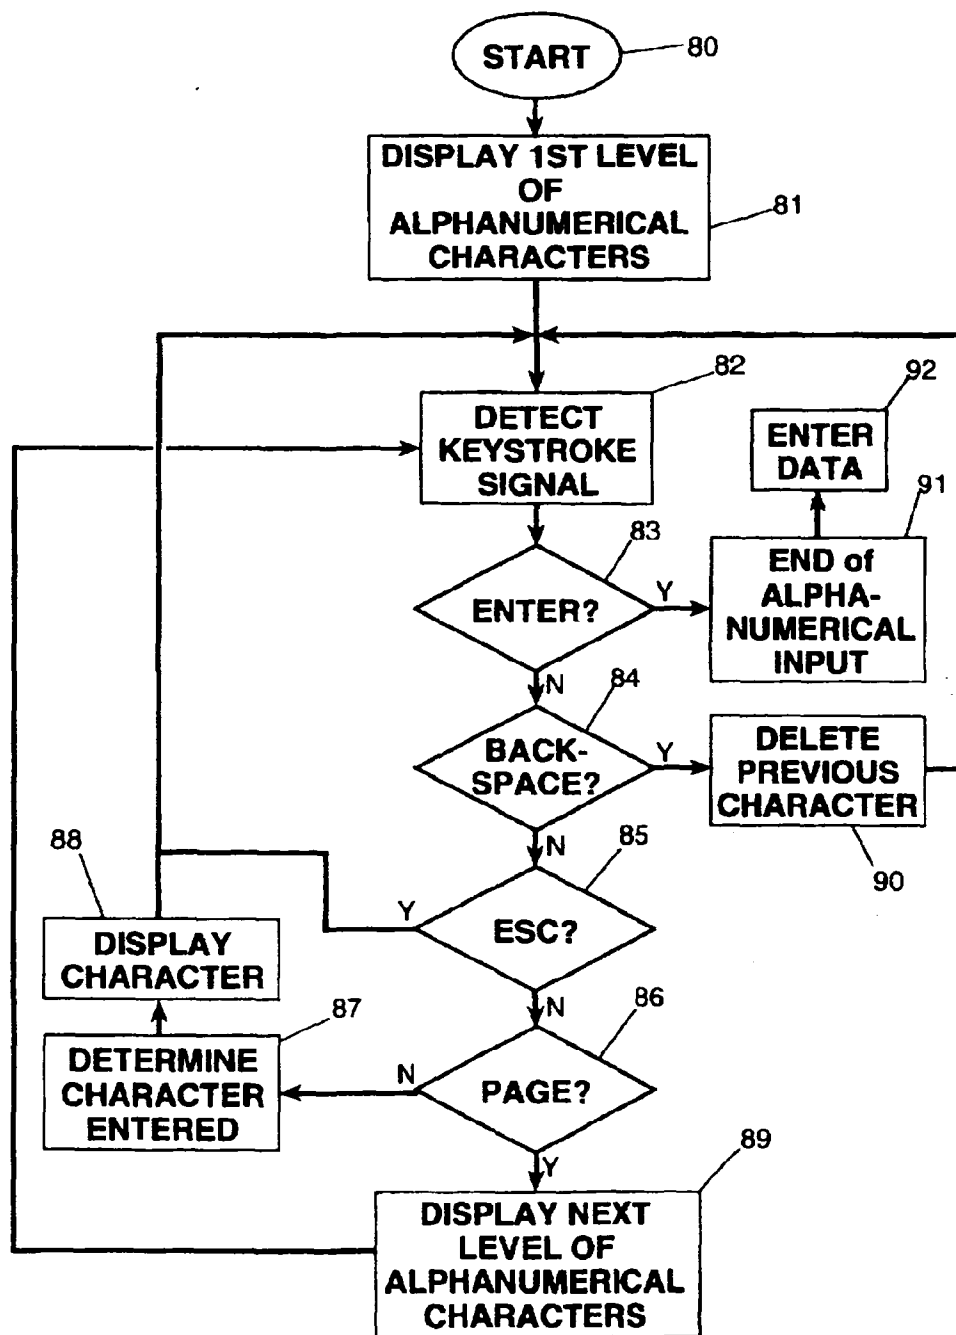 START
80
DISPLAY 1ST LEVEL
OF
ALPHANUMERICAL
CHARACTERS
81
DETECT
KEYSTROKE
SIGNAL
82
ENTER
DATA
92
ENTER?
83
Y
N
END of
ALPHA-
NUMERICAL
INPUT
91
BACK-
SPACE?
84
Y
N
DELETE
PREVIOUS
CHARACTER
90
ESC?
85
Y
N
DISPLAY
CHARACTER
88
PAGE?
86
N
Y
DETERMINE
CHARACTER
ENTERED
87
DISPLAY NEXT
LEVEL OF
ALPHANUMERICAL
CHARACTERS
89